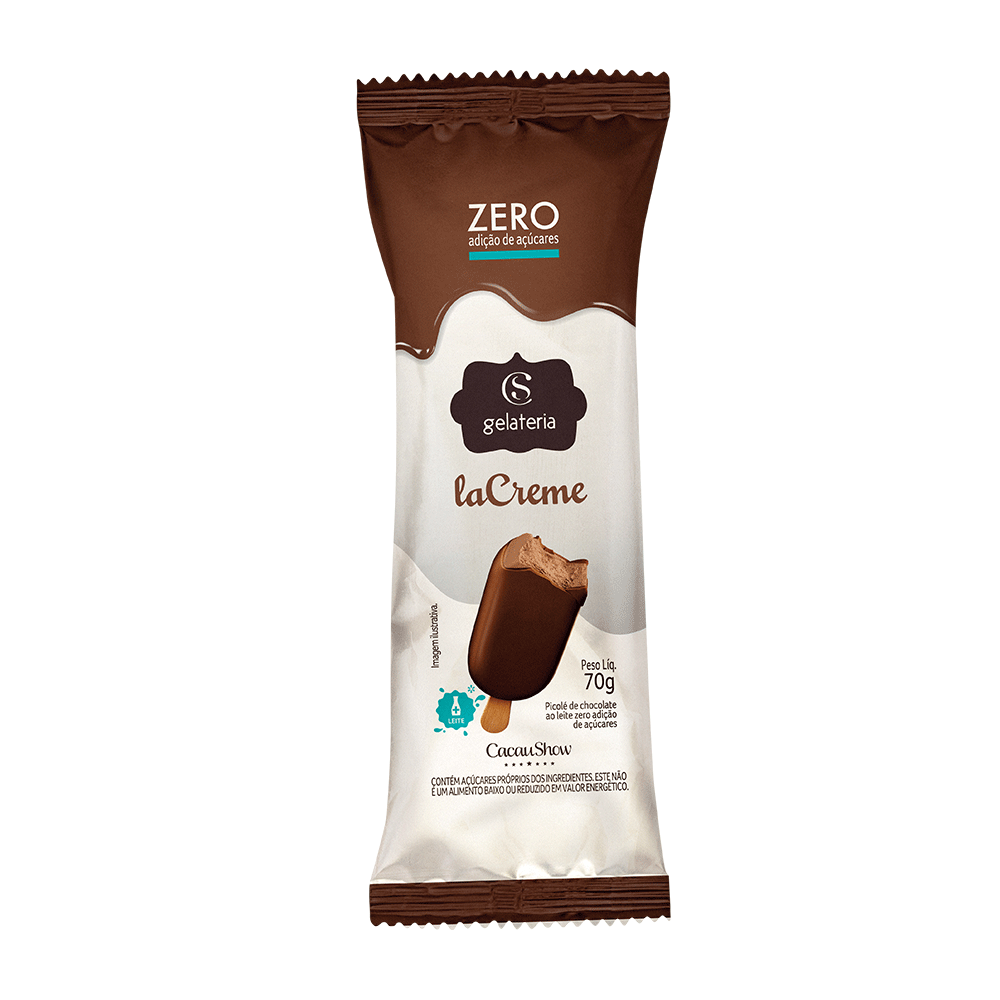 ZERO
adição de açúcares
CS
gelateria
laCreme
Imagem ilustrativa.
Peso Líq.
70g
Picolé de chocolate
ao leite zero adição
de açúcares
+ LEITE
CacauShow
CONTÉM AÇÚCARES PRÓPRIOS DOS INGREDIENTES. ESTE NÃO
É UM ALIMENTO BAIXO OU REDUZIDO EM VALOR ENERGÉTICO.